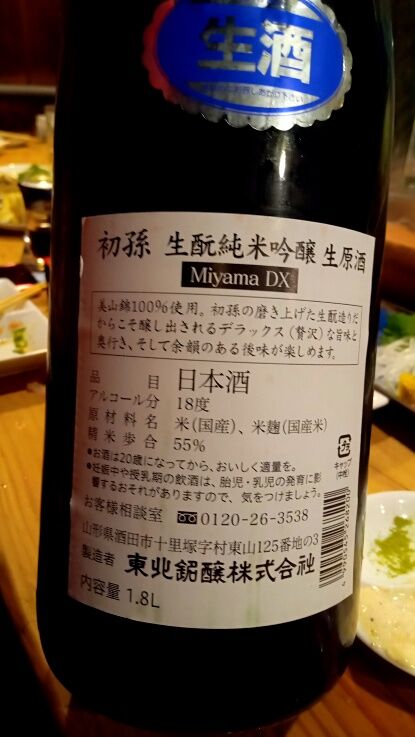 生酒
初孫 生酛純米吟醸 生原酒
Miyama DX
美山錦100%使用。初孫の磨き上げた生酛造りだ
からこそ醸し出されるデラックス(贅沢)な旨味と
奥行き、そして余韻のある後味が楽しめます。
品目 日本酒
アルコール分 18度
原材料名 米(国産)、米麹(国産米)
精米歩合 55%
●お酒は20歳になってから、おいしく適量を。
●妊娠中や授乳期の飲酒は、胎児・乳児の発育に影
響するおそれがありますので、気をつけましょう。
お客様相談室 0120-26-3538
山形県酒田市十里塚字村東山125番地の3
製造者 東北銘醸株式会社
内容量 1.8L
プラ
キャップ
(中栓)